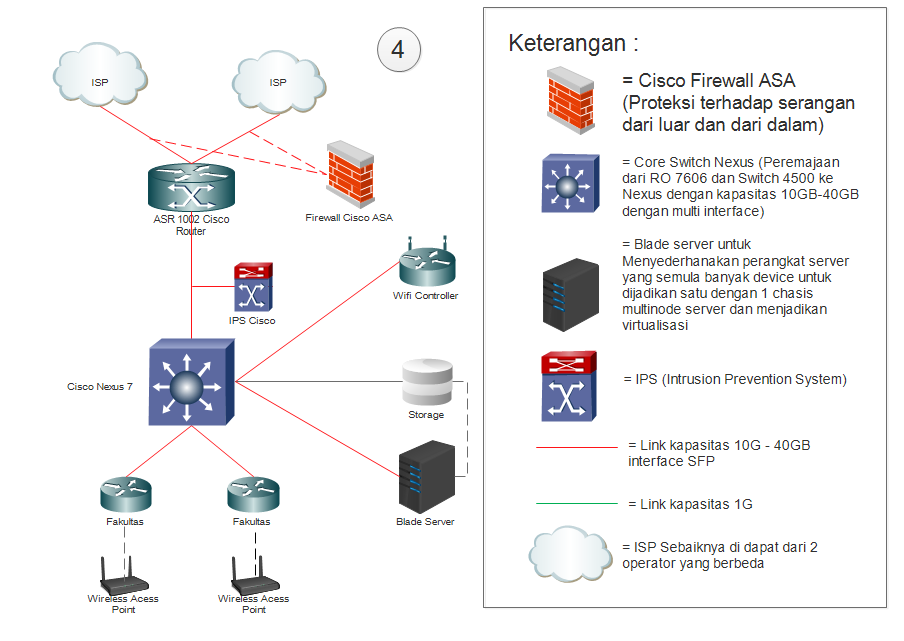 4
ISP
ISP
ASR 1002 Cisco
Router
Firewall Cisco ASA
IPS Cisco
Wifi Controller
Cisco Nexus 7
Storage
Blade Server
Fakultas
Fakultas
Wireless Acess
Point
Wireless Acess
Point
Keterangan :
= Cisco Firewall ASA
(Proteksi terhadap serangan
dari luar dan dari dalam)
= Core Switch Nexus (Peremajaan
dari RO 7606 dan Switch 4500 ke
Nexus dengan kapasitas 10GB-40GB
dengan multi interface)
= Blade server untuk
Menyederhanakan perangkat server
yang semula banyak device untuk
dijadikan satu dengan 1 chasis
multinode server dan menjadikan
virtualisasi
= IPS (Intrusion Prevention System)
= Link kapasitas 10G - 40GB
interface SFP
= Link kapasitas 1G
= ISP Sebaiknya di dapat dari 2
operator yang berbeda